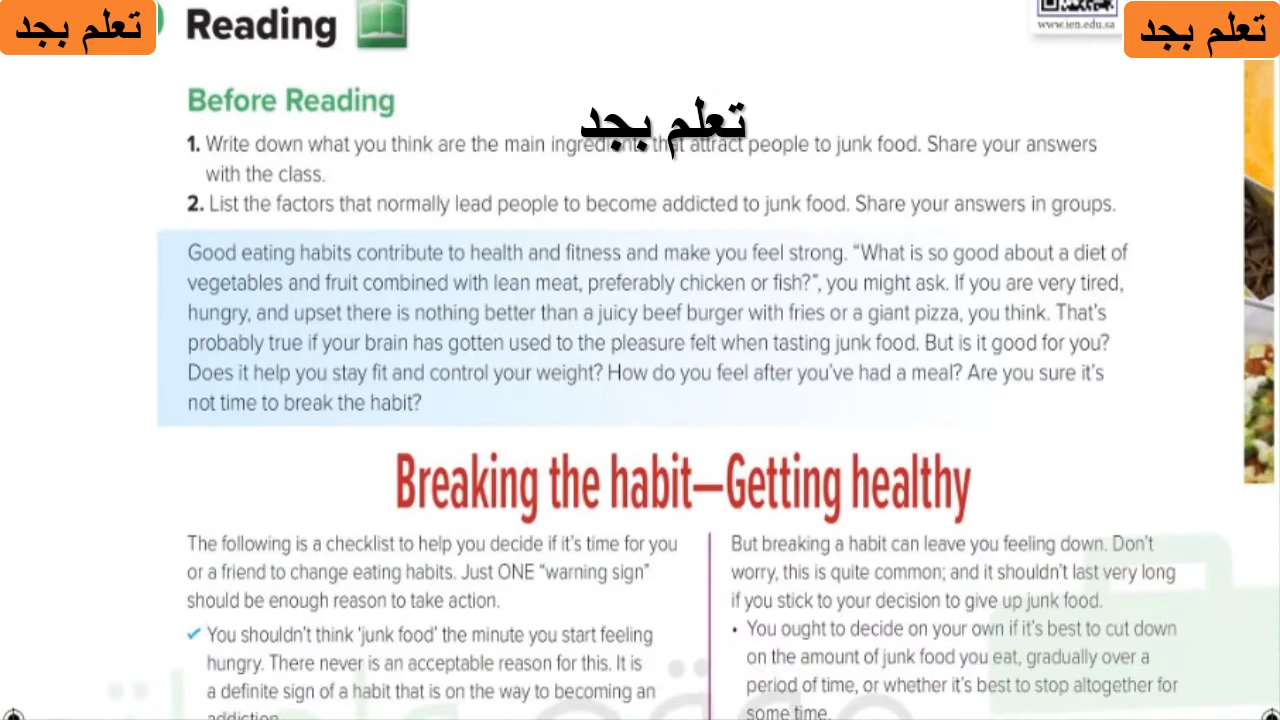 تعلم بجد
Reading
www.ien.edu.sa
تعلم بجد
Before Reading
تعلم بجد
1. Write down what you think are the main ingredients that attract people to junk food. Share your answers
with the class.
2. List the factors that normally lead people to become addicted to junk food. Share your answers in groups.
Good eating habits contribute to health and fitness and make you feel strong. “What is so good about a diet of
vegetables and fruit combined with lean meat, preferably chicken or fish?”, you might ask. If you are very tired,
hungry, and upset there is nothing better than a juicy beef burger with fries or a giant pizza, you think. That’s
probably true if your brain has gotten used to the pleasure felt when tasting junk food. But is it good for you?
Does it help you stay fit and control your weight? How do you feel after you’ve had a meal? Are you sure it’s
not time to break the habit?
Breaking the habit—Getting healthy
The following is a checklist to help you decide if it’s time for you
or a friend to change eating habits. Just ONE “warning sign”
should be enough reason to take action.
✔ You shouldn’t think ‘junk food’ the minute you start feeling
hungry. There never is an acceptable reason for this. It is
a definite sign of a habit that is on the way to becoming an
addiction.
But breaking a habit can leave you feeling down. Don’t
worry, this is quite common; and it shouldn’t last very long
if you stick to your decision to give up junk food.
• You ought to decide on your own if it’s best to cut down
on the amount of junk food you eat, gradually over a
period of time, or whether it’s best to stop altogether for
some time.